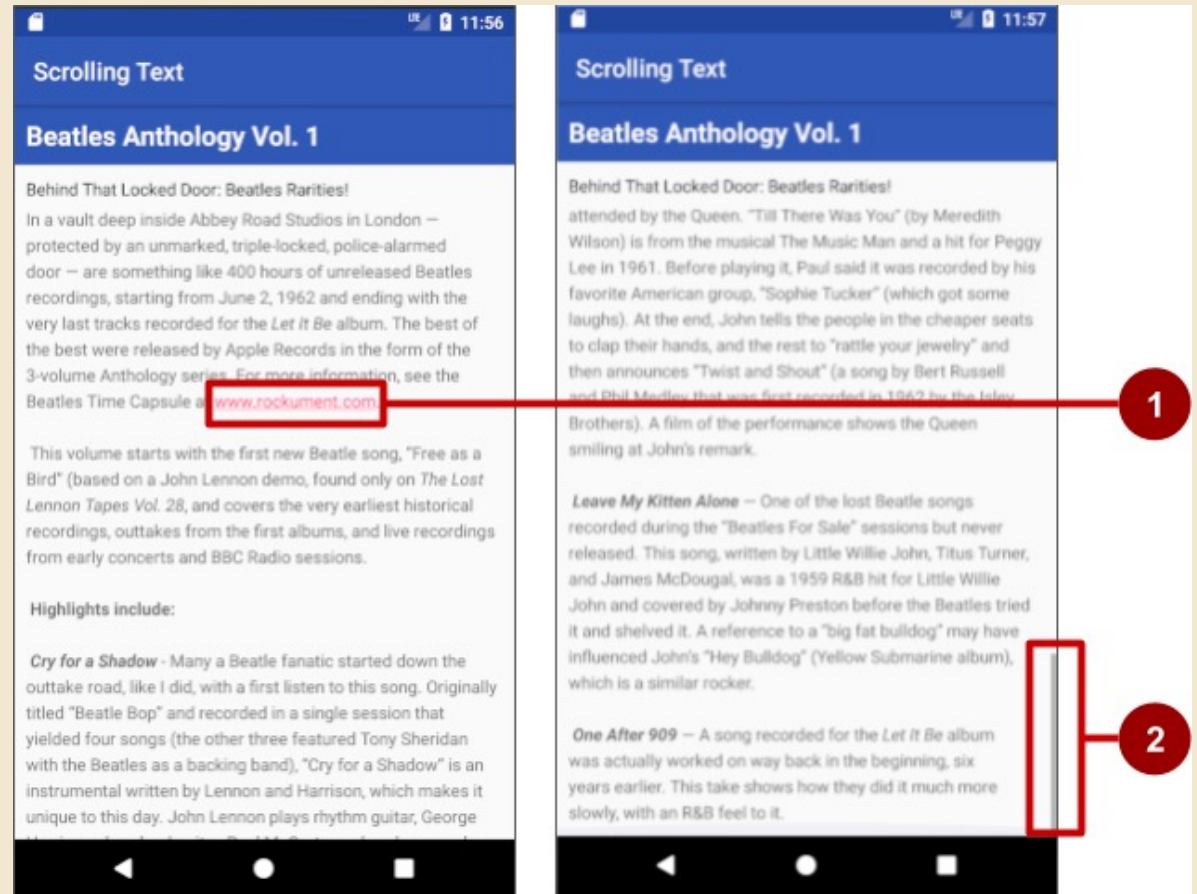 LTE 11:56
Scrolling Text
Beatles Anthology Vol. 1
Behind That Locked Door: Beatles Rarities!
In a vault deep inside Abbey Road Studios in London —
protected by an unmarked, triple-locked, police-alarmed
door — are something like 400 hours of unreleased Beatles
recordings, starting from June 2, 1962 and ending with the
very last tracks recorded for the Let It Be album. The best of
the best were released by Apple Records in the form of the
3-volume Anthology series. For more information, see the
Beatles Time Capsule a www.rockument.com.
This volume starts with the first new Beatle song, "Free as a
Bird" (based on a John Lennon demo, found only on The Lost
Lennon Tapes Vol. 28, and covers the very earliest historical
recordings, outtakes from the first albums, and live recordings
from early concerts and BBC Radio sessions.
Highlights include:
Cry for a Shadow - Many a Beatle fanatic started down the
outtake road, like I did, with a first listen to this song. Originally
titled "Beatle Bop" and recorded in a single session that
yielded four songs (the other three featured Tony Sheridan
with the Beatles as a backing band), "Cry for a Shadow" is an
instrumental written by Lennon and Harrison, which makes it
unique to this day. John Lennon plays rhythm guitar, George
LTE 11:57
Scrolling Text
Beatles Anthology Vol. 1
Behind That Locked Door: Beatles Rarities!
attended by the Queen. "Till There Was You" (by Meredith
Wilson) is from the musical The Music Man and a hit for Peggy
Lee in 1961. Before playing it, Paul said it was recorded by his
favorite American group, "Sophie Tucker" (which got some
laughs). At the end, John tells the people in the cheaper seats
to clap their hands, and the rest to "rattle your jewelry" and
then announces "Twist and Shout" (a song by Bert Russell
and Phil Medley that was first recorded in 1962 by the Isley
Brothers). A film of the performance shows the Queen
smiling at John's remark.
Leave My Kitten Alone — One of the lost Beatle songs
recorded during the "Beatles For Sale" sessions but never
released. This song, written by Little Willie John, Titus Turner,
and James McDougal, was a 1959 R&B hit for Little Willie
John and covered by Johnny Preston before the Beatles tried
it and shelved it. A reference to a "big fat bulldog" may have
influenced John's "Hey Bulldog" (Yellow Submarine album),
which is a similar rocker.
One After 909 — A song recorded for the Let It Be album
was actually worked on way back in the beginning, six
years earlier. This take shows how they did it much more
slowly, with an R&B feel to it.
1
2